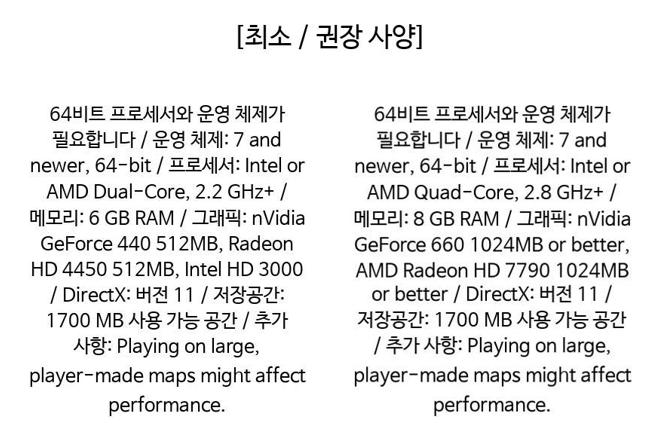 [최소 / 권장 사양]
64비트 프로세서와 운영 체제가
필요합니다 / 운영 체제: 7 and
newer, 64-bit / 프로세서: Intel or
AMD Dual-Core, 2.2 GHz+ /
메모리: 6 GB RAM / 그래픽: nVidia
GeForce 440 512MB, Radeon
HD 4450 512MB, Intel HD 3000
/ DirectX: 버전 11 / 저장공간:
1700 MB 사용 가능 공간 / 추가
사항: Playing on large,
player-made maps might affect
performance.
64비트 프로세서와 운영 체제가
필요합니다 / 운영 체제: 7 and
newer, 64-bit / 프로세서: Intel or
AMD Quad-Core, 2.8 GHz+ /
메모리: 8 GB RAM / 그래픽: nVidia
GeForce 660 1024MB or better,
AMD Radeon HD 7790 1024MB
or better / DirectX: 버전 11 /
저장공간: 1700 MB 사용 가능 공간
/ 추가 사항: Playing on large,
player-made maps might affect
performance.